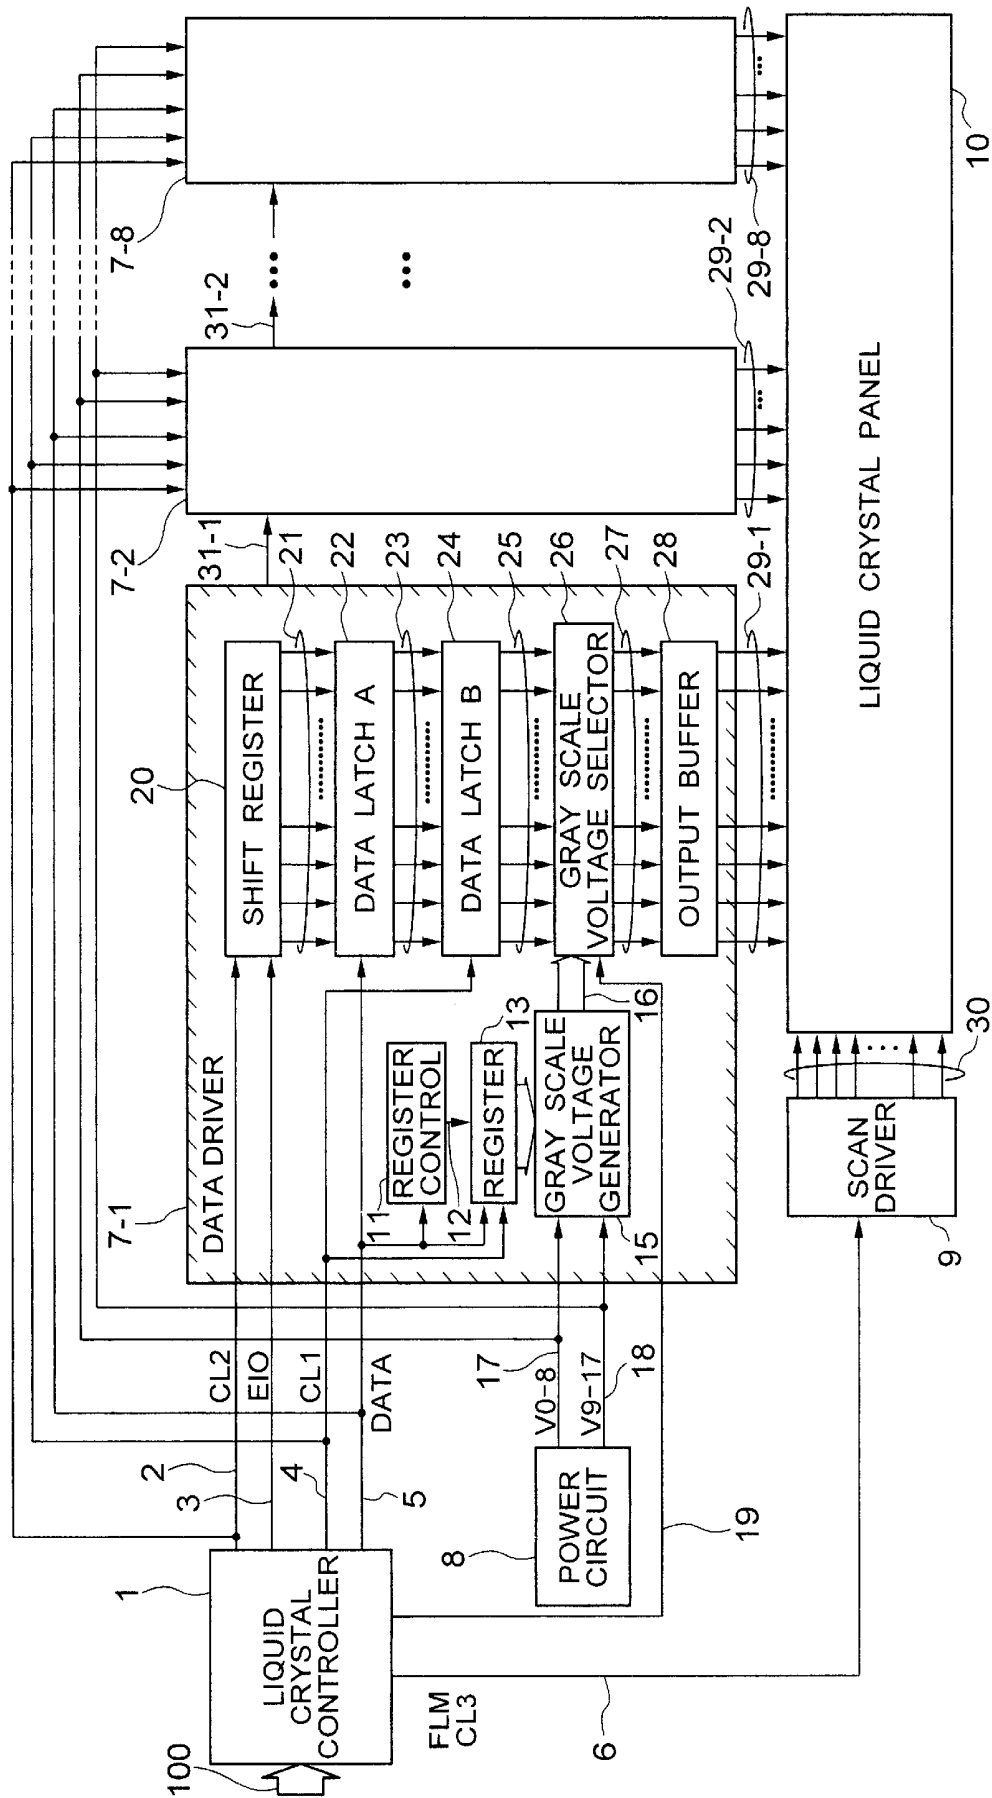 100
1
LIQUID
CRYSTAL
CONTROLLER
FLM
CL3
6
2
3
4
5
CL2
EIO
CL1
DATA
8
POWER
CIRCUIT
V0-8
V9-17
17
18
19
7-1
DATA DRIVER
11
REGISTER
CONTROL
12
13
REGISTER
15
GRAY SCALE
VOLTAGE
GENERATOR
16
20
SHIFT REGISTER
21
DATA LATCH A
22
23
DATA LATCH B
24
25
GRAY SCALE
VOLTAGE SELECTOR
26
27
OUTPUT BUFFER
28
29-1
31-1
7-2
31-2
29-2
7-8
29-8
SCAN
DRIVER
9
30
LIQUID CRYSTAL PANEL
10